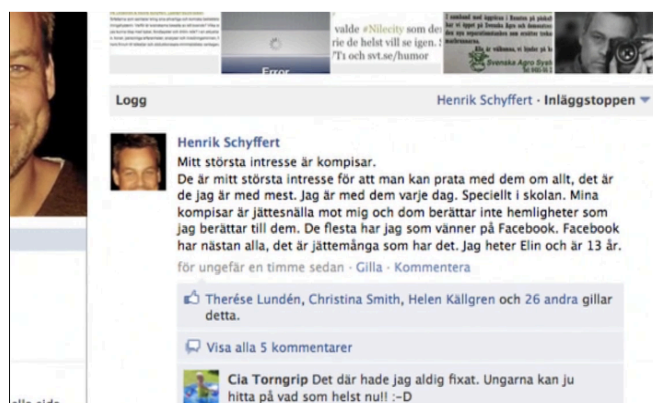 valde #Nilecity som de
rie de helst vill se igen.
T1 och svt.se/humor
Error
Svenska Agro
Logg
Henrik Schyffert · Inläggstoppen
Henrik Schyffert
Mitt största intresse är kompisar.
De är mitt största intresse för att man kan prata med dem om allt, det är
de jag är med mest. Jag är med dem varje dag. Speciellt i skolan. Mina
kompisar är jättesnälla mot mig och dom berättar inte hemligheter som
jag berättar till dem. De flesta har jag som vänner på Facebook. Facebook
har nästan alla, det är jättemånga som har det. Jag heter Elin och är 13 år.
för ungefär en timme sedan · Gilla · Kommentera
Therése Lundén, Christina Smith, Helen Källgren och 26 andra gillar
detta.
Visa alla 5 kommentarer
Cia Torngrip Det där hade jag aldig fixat. Ungarna kan ju
hitta på vad som helst nu!! :-D